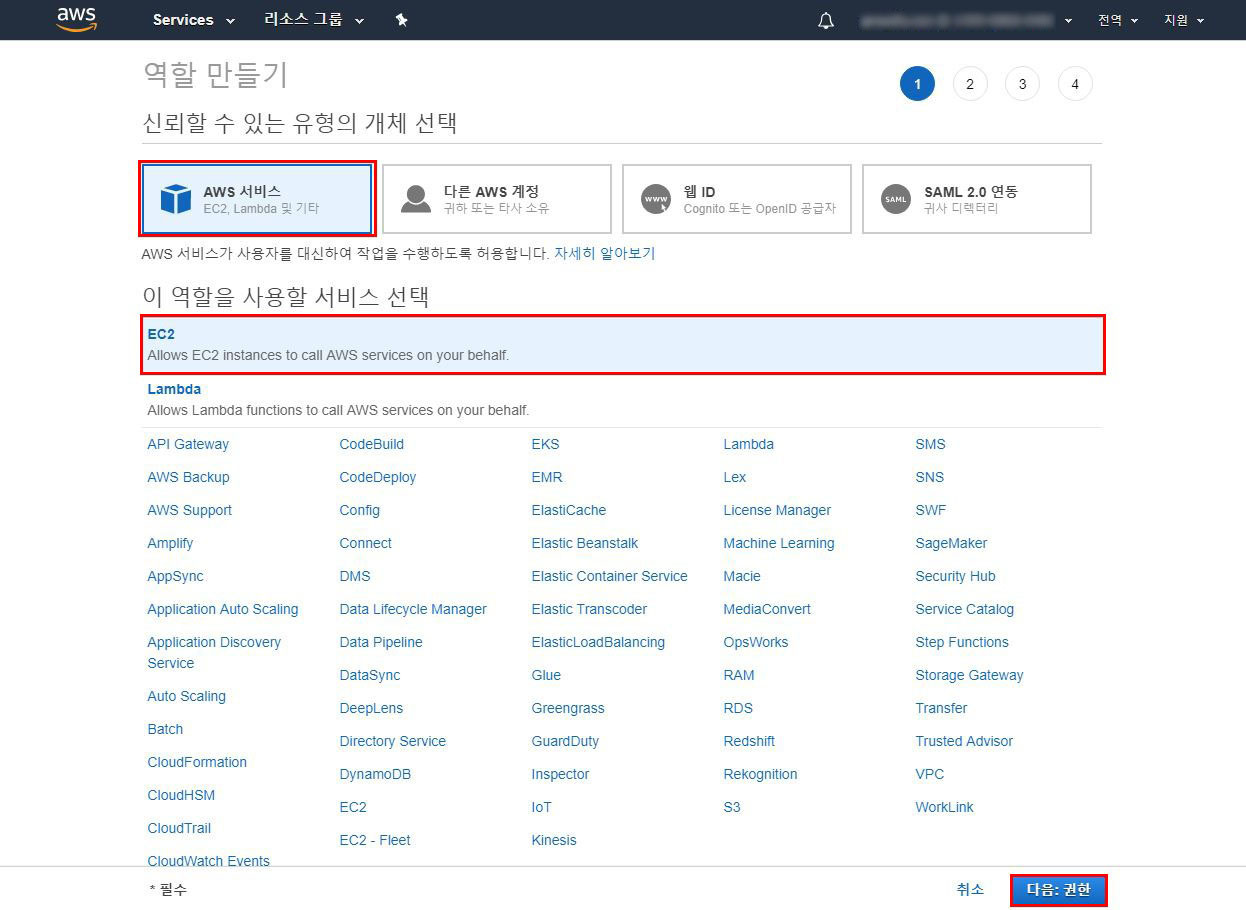 aws Services 리소스 그룹 전역 지원
역할 만들기
1 2 3 4
신뢰할 수 있는 유형의 개체 선택
AWS 서비스
EC2, Lambda 및 기타
다른 AWS 계정
귀하 또는 타사 소유
www
웹 ID
Cognito 또는 OpenID 공급자
SAML
SAML 2.0 연동
귀사 디렉터리
AWS 서비스가 사용자를 대신하여 작업을 수행하도록 허용합니다. 자세히 알아보기
이 역할을 사용할 서비스 선택
EC2
Allows EC2 instances to call AWS services on your behalf.
Lambda
Allows Lambda functions to call AWS services on your behalf.
API Gateway
AWS Backup
AWS Support
Amplify
AppSync
Application Auto Scaling
Application Discovery
Service
Auto Scaling
Batch
CloudFormation
CloudHSM
CloudTrail
CloudWatch Events
CodeBuild
CodeDeploy
Config
Connect
DMS
Data Lifecycle Manager
Data Pipeline
DataSync
DeepLens
Directory Service
DynamoDB
EC2
EC2 - Fleet
EKS
EMR
ElastiCache
Elastic Beanstalk
Elastic Container Service
Elastic Transcoder
ElasticLoadBalancing
Glue
Greengrass
GuardDuty
Inspector
IoT
Kinesis
Lambda
Lex
License Manager
Machine Learning
Macie
MediaConvert
OpsWorks
RAM
RDS
Redshift
Rekognition
S3
SMS
SNS
SWF
SageMaker
Security Hub
Service Catalog
Step Functions
Storage Gateway
Transfer
Trusted Advisor
VPC
WorkLink
* 필수
취소
다음: 권한